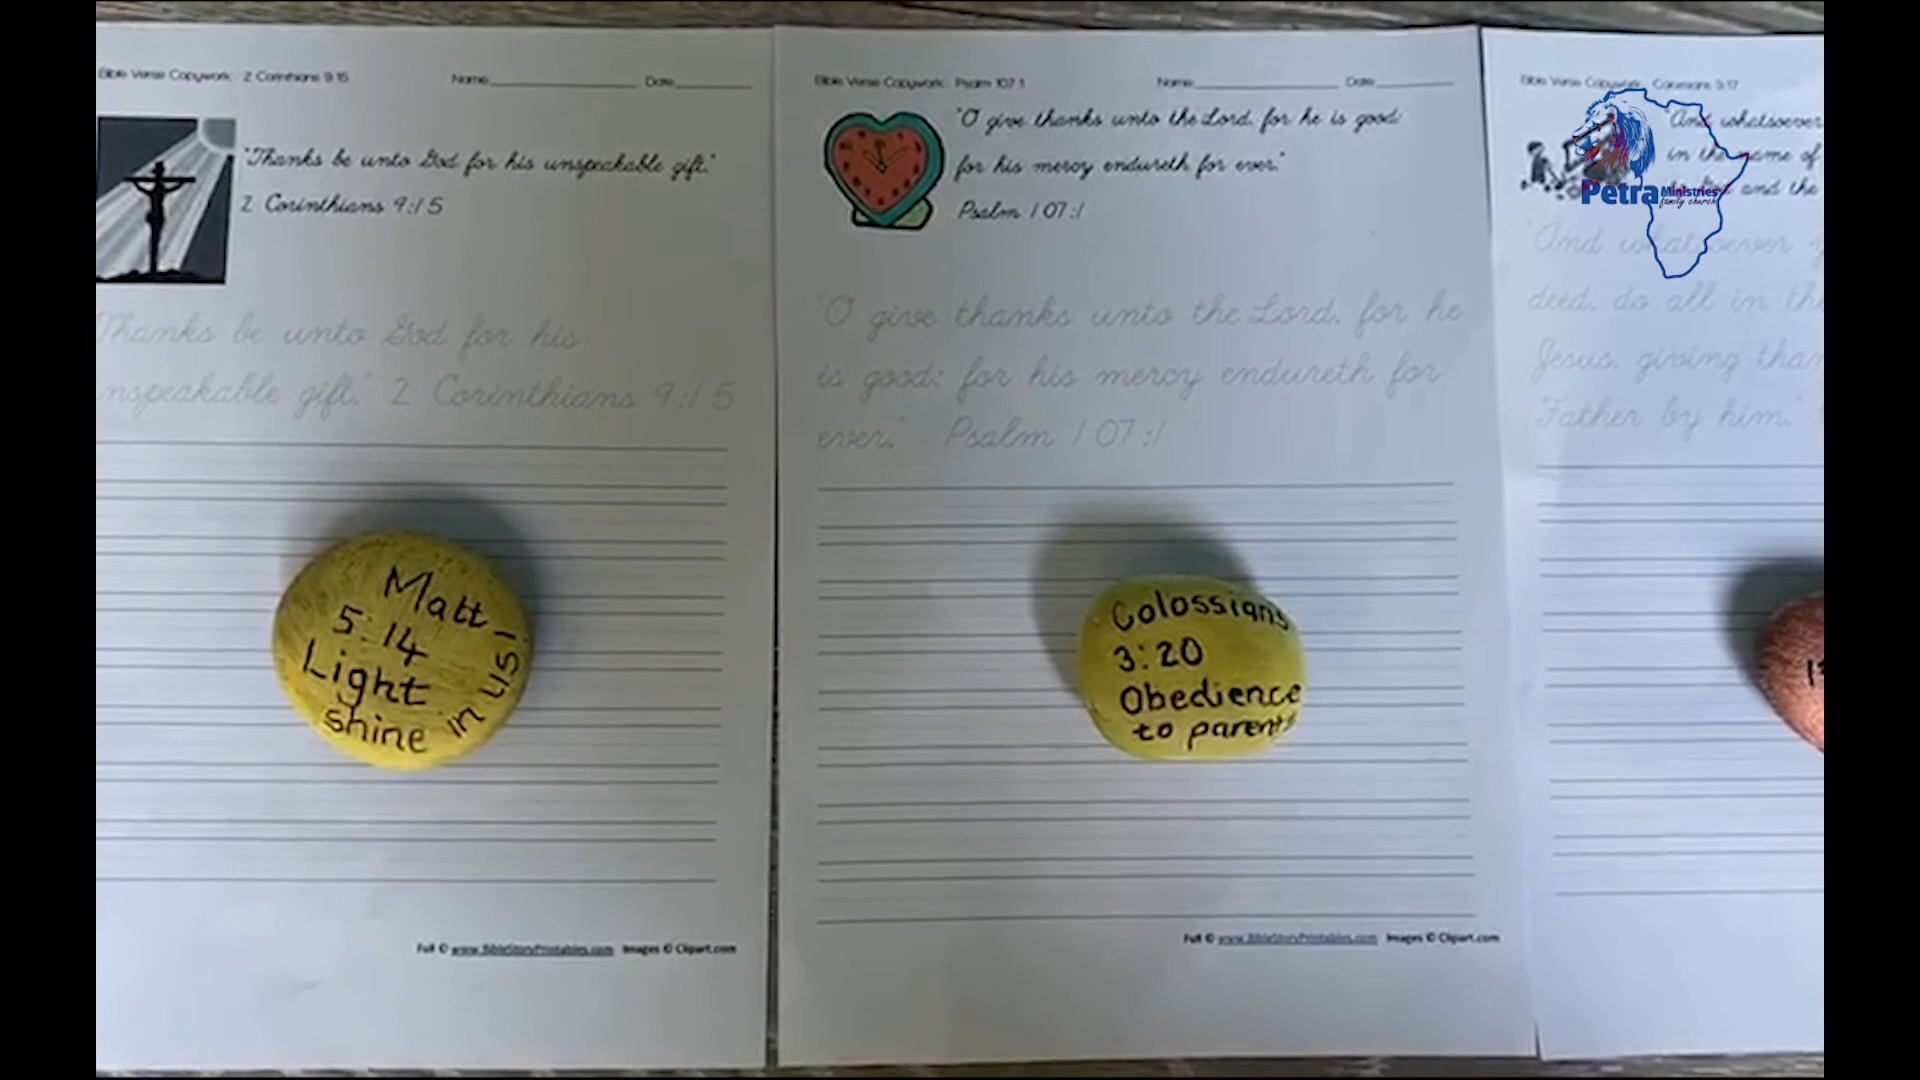 Bible Verse Copywork: 2 Corinthians 9:15 Name Date
"Thanks be unto God for his unspeakable gift."
2 Corinthians 9:15
Thanks be unto God for his
nspeakable gift." 2 Corinthians 9:15
Matt
5:14
Light
shine in us!
Full © www.BibleStoryPrintables.com Images © Clipart.com
Bible Verse Copywork: Psalm 107:1 Name Date
"O give thanks unto the Lord, for he is good:
for his mercy endureth for ever."
Psalm 107:1
"O give thanks unto the Lord, for he
is good: for his mercy endureth for
ever." Psalm 107:1
Colossians
3:20
Obedience
to parents
Full © www.BibleStoryPrintables.com Images © Clipart.com
Bible Verse Copywork: 3:17
"And whatsoever
in the name of
and the
"And whatsoever
deed, do all in
Jesus, giving
Father by him."
Petra Ministries
family church